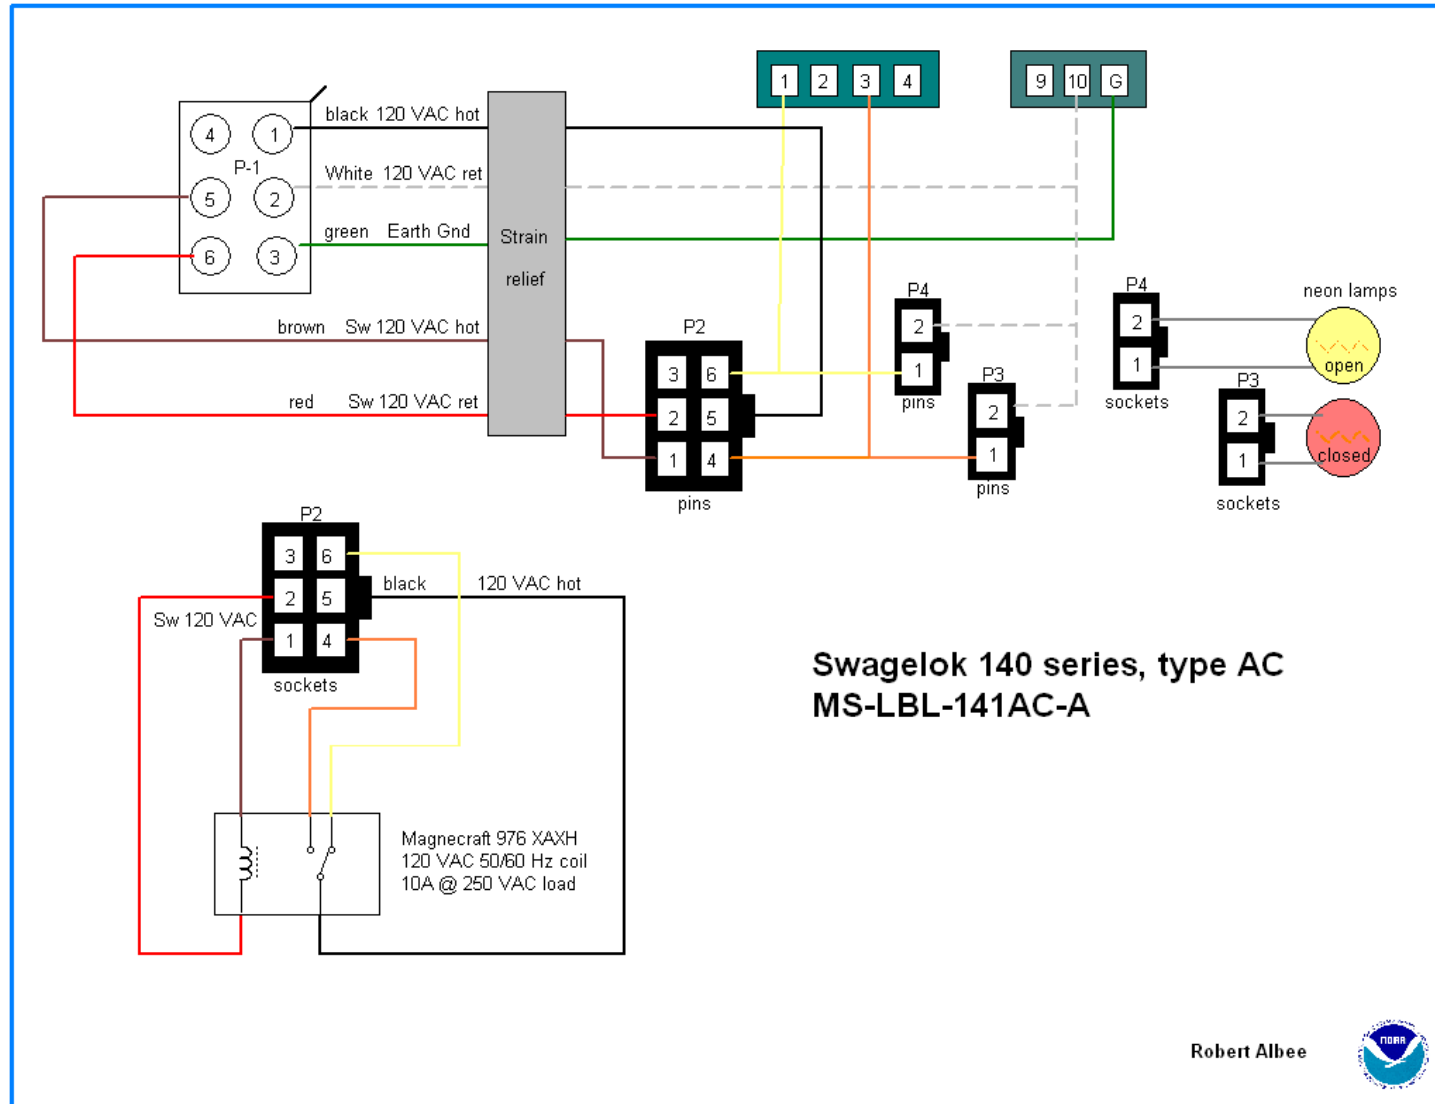 1 2 3 4
9 10 G
black 120 VAC hot
4 1
P-1
White 120 VAC ret
5 2
green Earth Gnd
6 3
Strain
relief
brown Sw 120 VAC hot
red Sw 120 VAC ret
P2
3 6
2 5
1 4
pins
P4
2
1
pins
P3
2
1
pins
P4
2
1
sockets
P3
2
1
sockets
neon lamps
open
closed
P2
3 6
2 5
1 4
sockets
black 120 VAC hot
Sw 120 VAC
Swagelok 140 series, type AC
MS-LBL-141AC-A
Magnecraft 976 XAXH
120 VAC 50/60 Hz coil
10A @ 250 VAC load
Robert Albee
NOAA